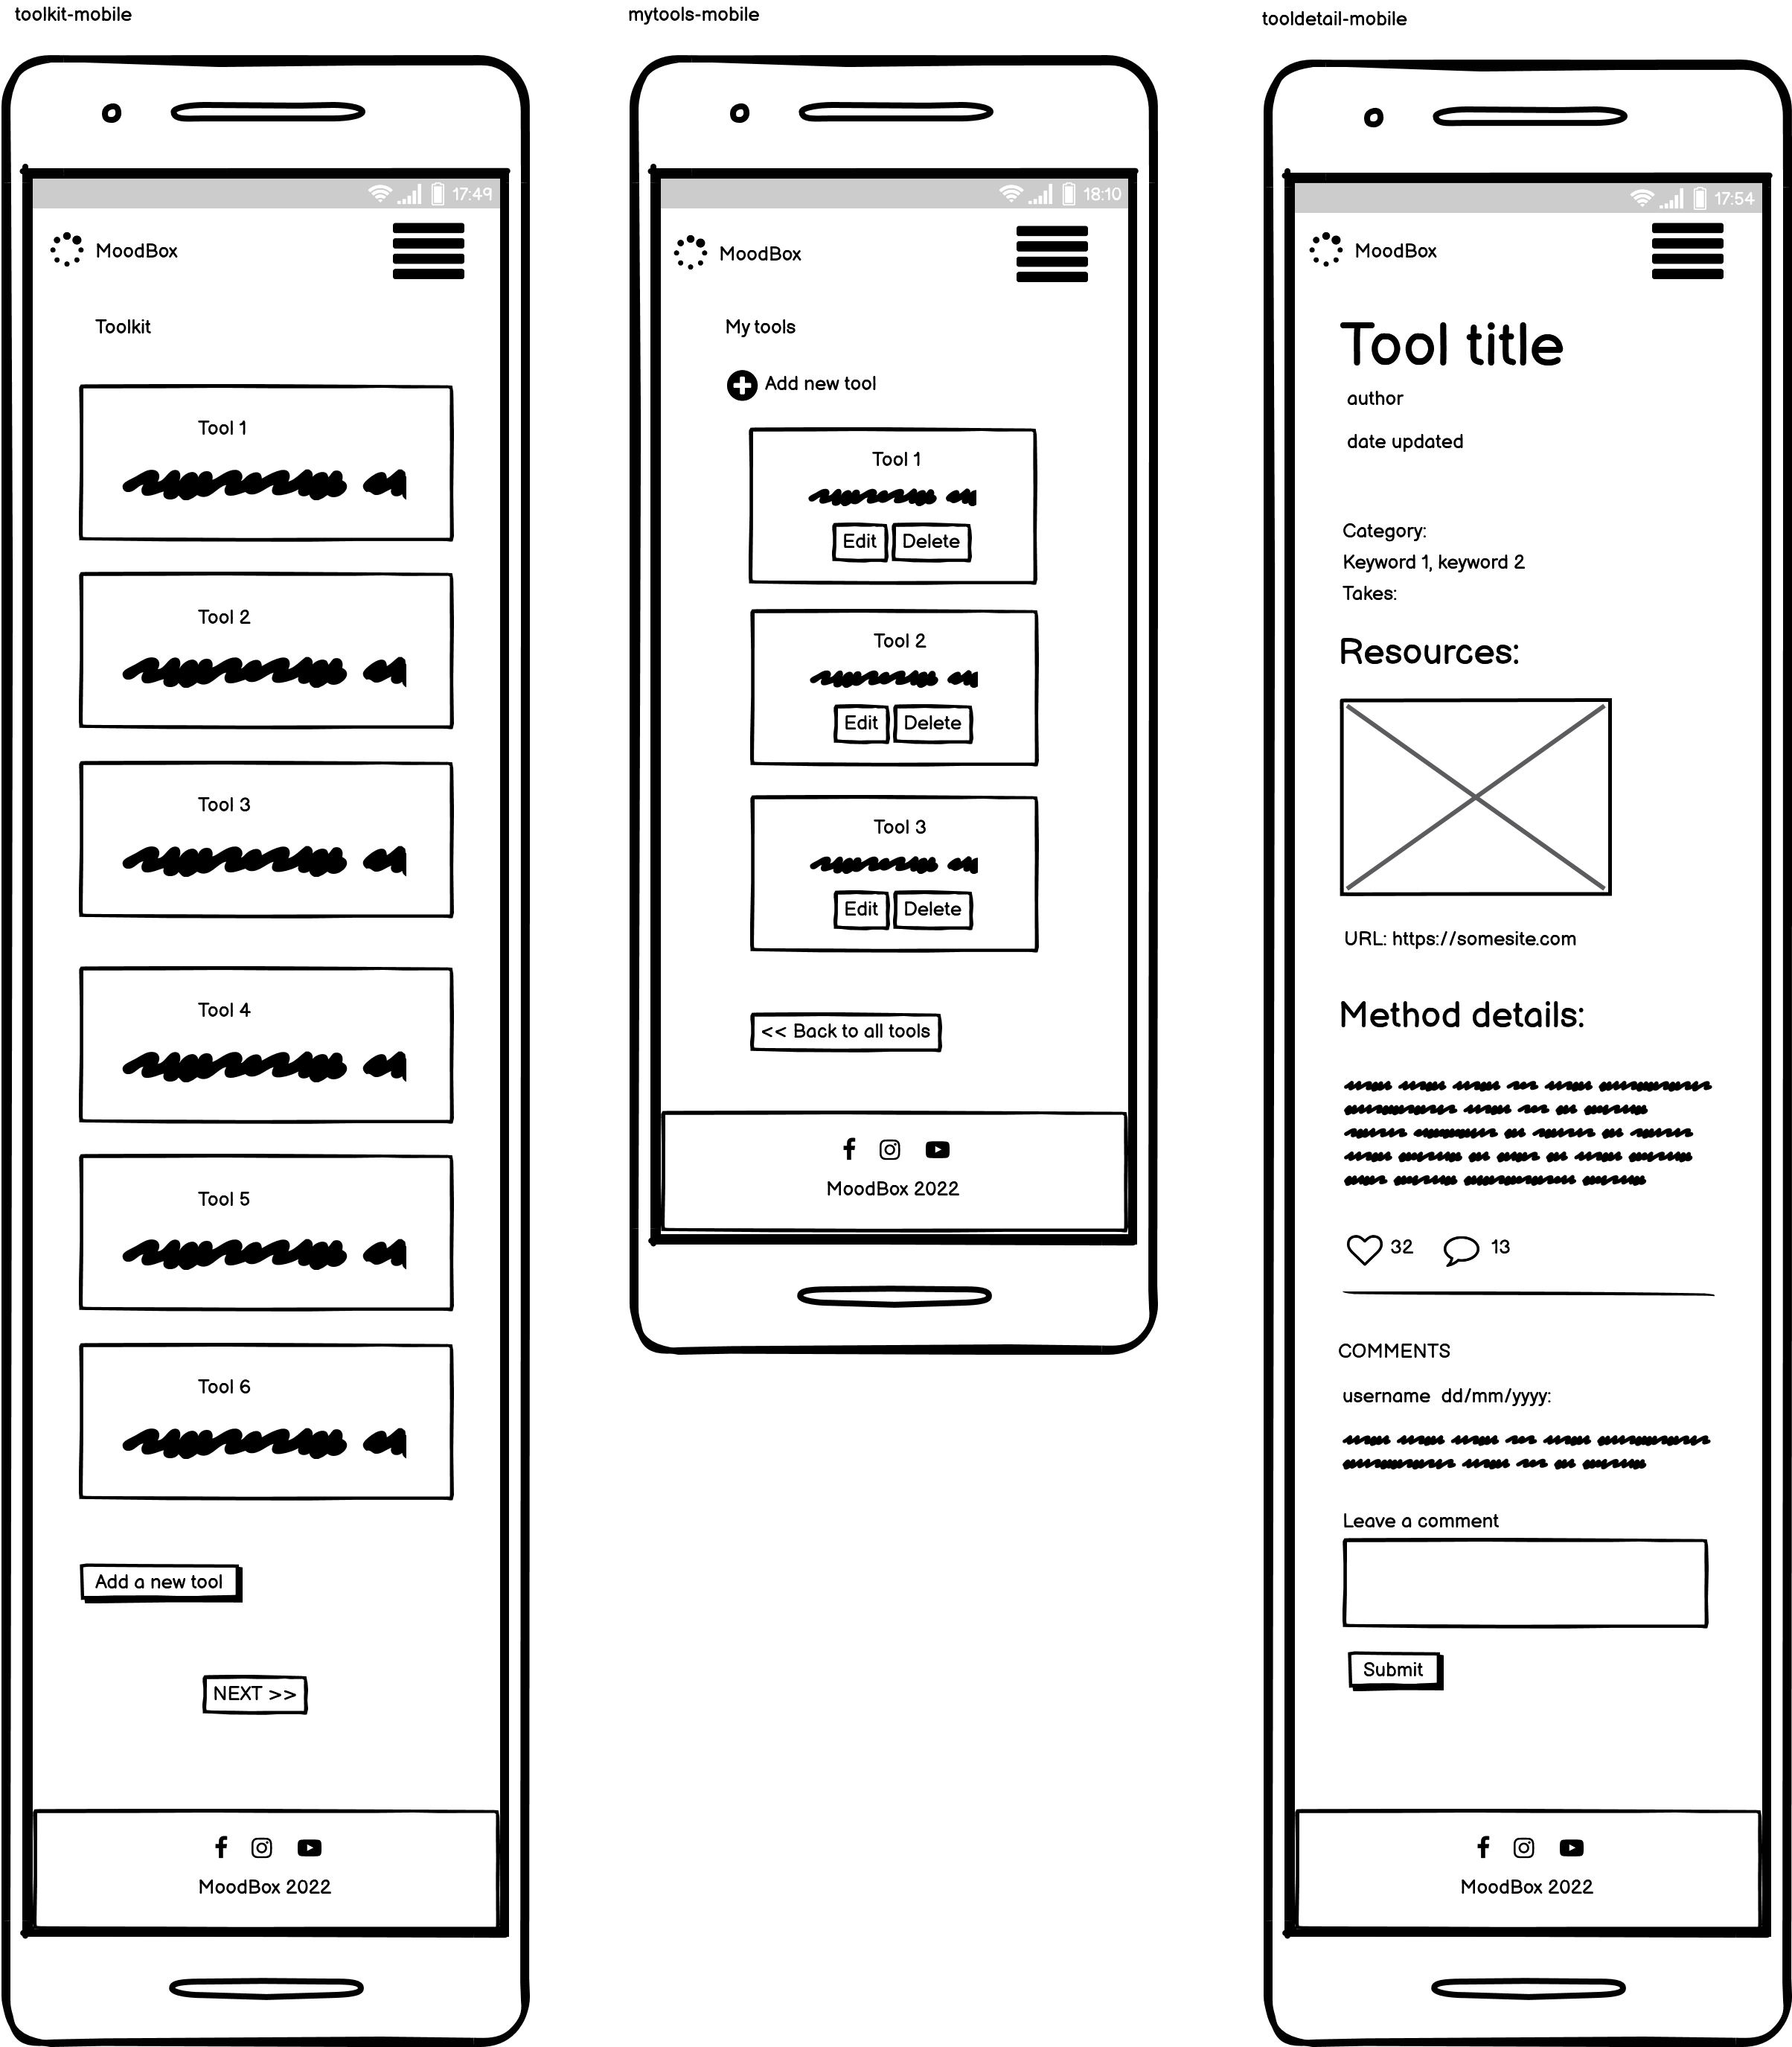 toolkit-mobile
17:49
MoodBox
Toolkit
Tool 1
Tool 2
Tool 3
Tool 4
Tool 5
Tool 6
Add a new tool
NEXT >>
MoodBox 2022
mytools-mobile
18:10
MoodBox
My tools
Add new tool
Tool 1
Edit Delete
Tool 2
Edit Delete
Tool 3
Edit Delete
<< Back to all tools
MoodBox 2022
tooldetail-mobile
17:54
MoodBox
Tool title
author
date updated
Category:
Keyword 1, keyword 2
Takes:
Resources:
URL: https://somesite.com
Method details:
32 13
COMMENTS
username dd/mm/yyyy:
Leave a comment
Submit
MoodBox 2022